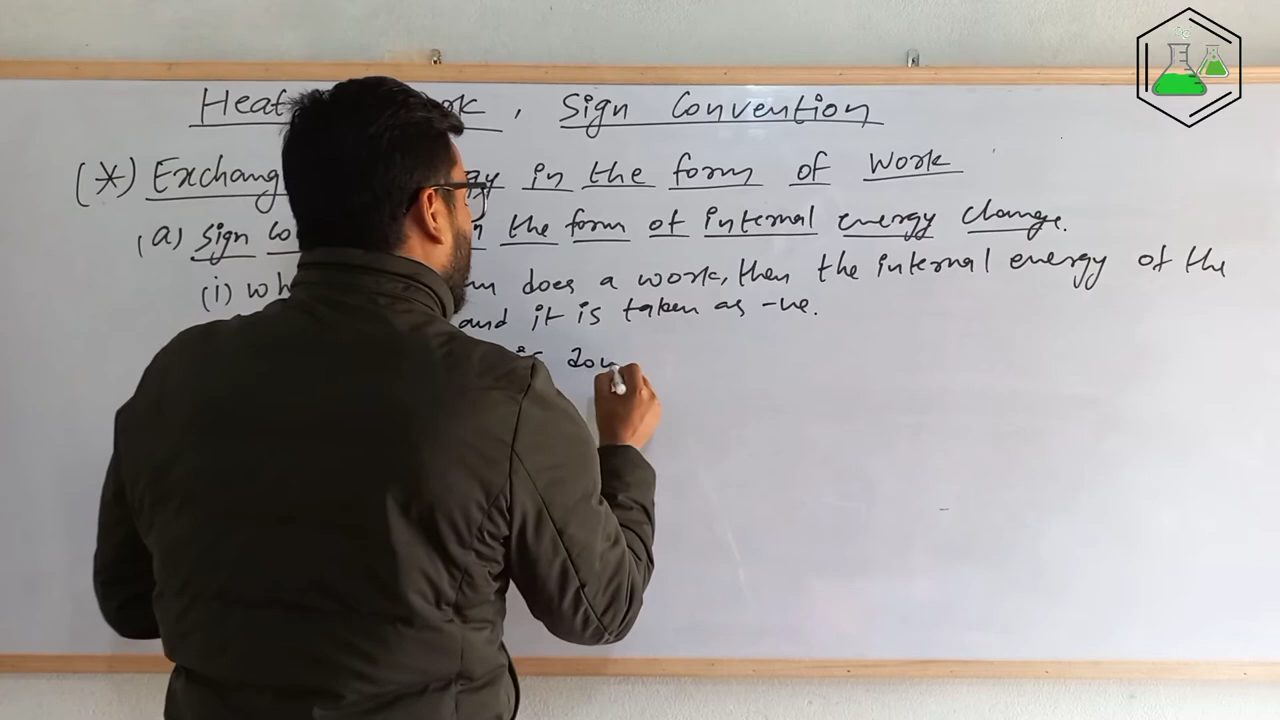 Heat , Sign Convention
(*) Exchang in the form of Work
(a) Sign the form of internal energy change.
(i) does a work, then the internal energy of the
and it is taken as -ve.